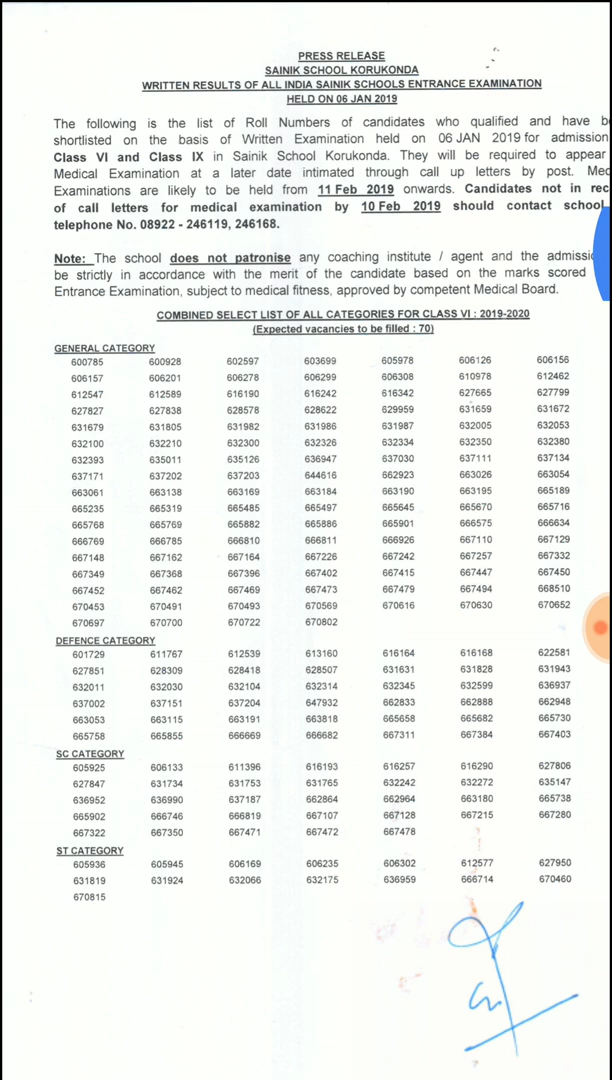 PRESS RELEASE
SAINIK SCHOOL KORUKONDA
WRITTEN RESULTS OF ALL INDIA SAINIK SCHOOLS ENTRANCE EXAMINATION
HELD ON 06 JAN 2019
The following is the list of Roll Numbers of candidates who qualified and have b
shortlisted on the basis of Written Examination held on 06 JAN 2019 for admission
Class VI and Class IX in Sainik School Korukonda. They will be required to appear
Medical Examination at a later date intimated through call up letters by post. Med
Examinations are likely to be held from 11 Feb 2019 onwards. Candidates not in rec
of call letters for medical examination by 10 Feb 2019 should contact school
telephone No. 08922 - 246119, 246168.
Note: The school does not patronise any coaching institute / agent and the admissi
be strictly in accordance with the merit of the candidate based on the marks scored
Entrance Examination, subject to medical fitness, approved by competent Medical Board.
COMBINED SELECT LIST OF ALL CATEGORIES FOR CLASS VI : 2019-2020
(Expected vacancies to be filled : 70)
GENERAL CATEGORY
600785 600928 602597 603699 605978 606126 606156
606157 606201 606278 606299 606308 610978 612462
612547 612589 616190 616242 616342 627665 627799
627827 627838 628578 628622 629959 631659 631672
631679 631805 631982 631986 631987 632005 632053
632100 632210 632300 632326 632334 632350 632380
632393 635011 635126 636947 637030 637111 637134
637171 637202 637203 644616 662923 663026 663054
663061 663138 663169 663184 663190 663195 665189
665235 665319 665485 665497 665645 665670 665716
665768 665769 665882 665886 665901 666575 666634
666769 666785 666810 666811 666926 667110 667129
667148 667162 667164 667226 667242 667257 667332
667349 667368 667396 667402 667415 667447 667450
667452 667462 667469 667473 667479 667494 668510
670453 670491 670493 670569 670616 670630 670652
670697 670700 670722 670802
DEFENCE CATEGORY
601729 611767 612539 613160 616164 616168 622581
627851 628309 628418 628507 631631 631828 631943
632011 632030 632104 632314 632345 632599 636937
637002 637151 637204 647932 662833 662888 662948
663053 663115 663191 663818 665658 665682 665730
665758 665855 666669 666682 667311 667384 667403
SC CATEGORY
605925 606133 611396 616193 616257 616290 627806
627847 631734 631753 631765 632242 632272 635147
636952 636990 637187 662864 662964 663180 665738
665902 666746 666819 667107 667128 667215 667280
667322 667350 667471 667472 667478
ST CATEGORY
605936 605945 606169 606235 606302 612577 627950
631819 631924 632066 632175 636959 666714 670460
670815